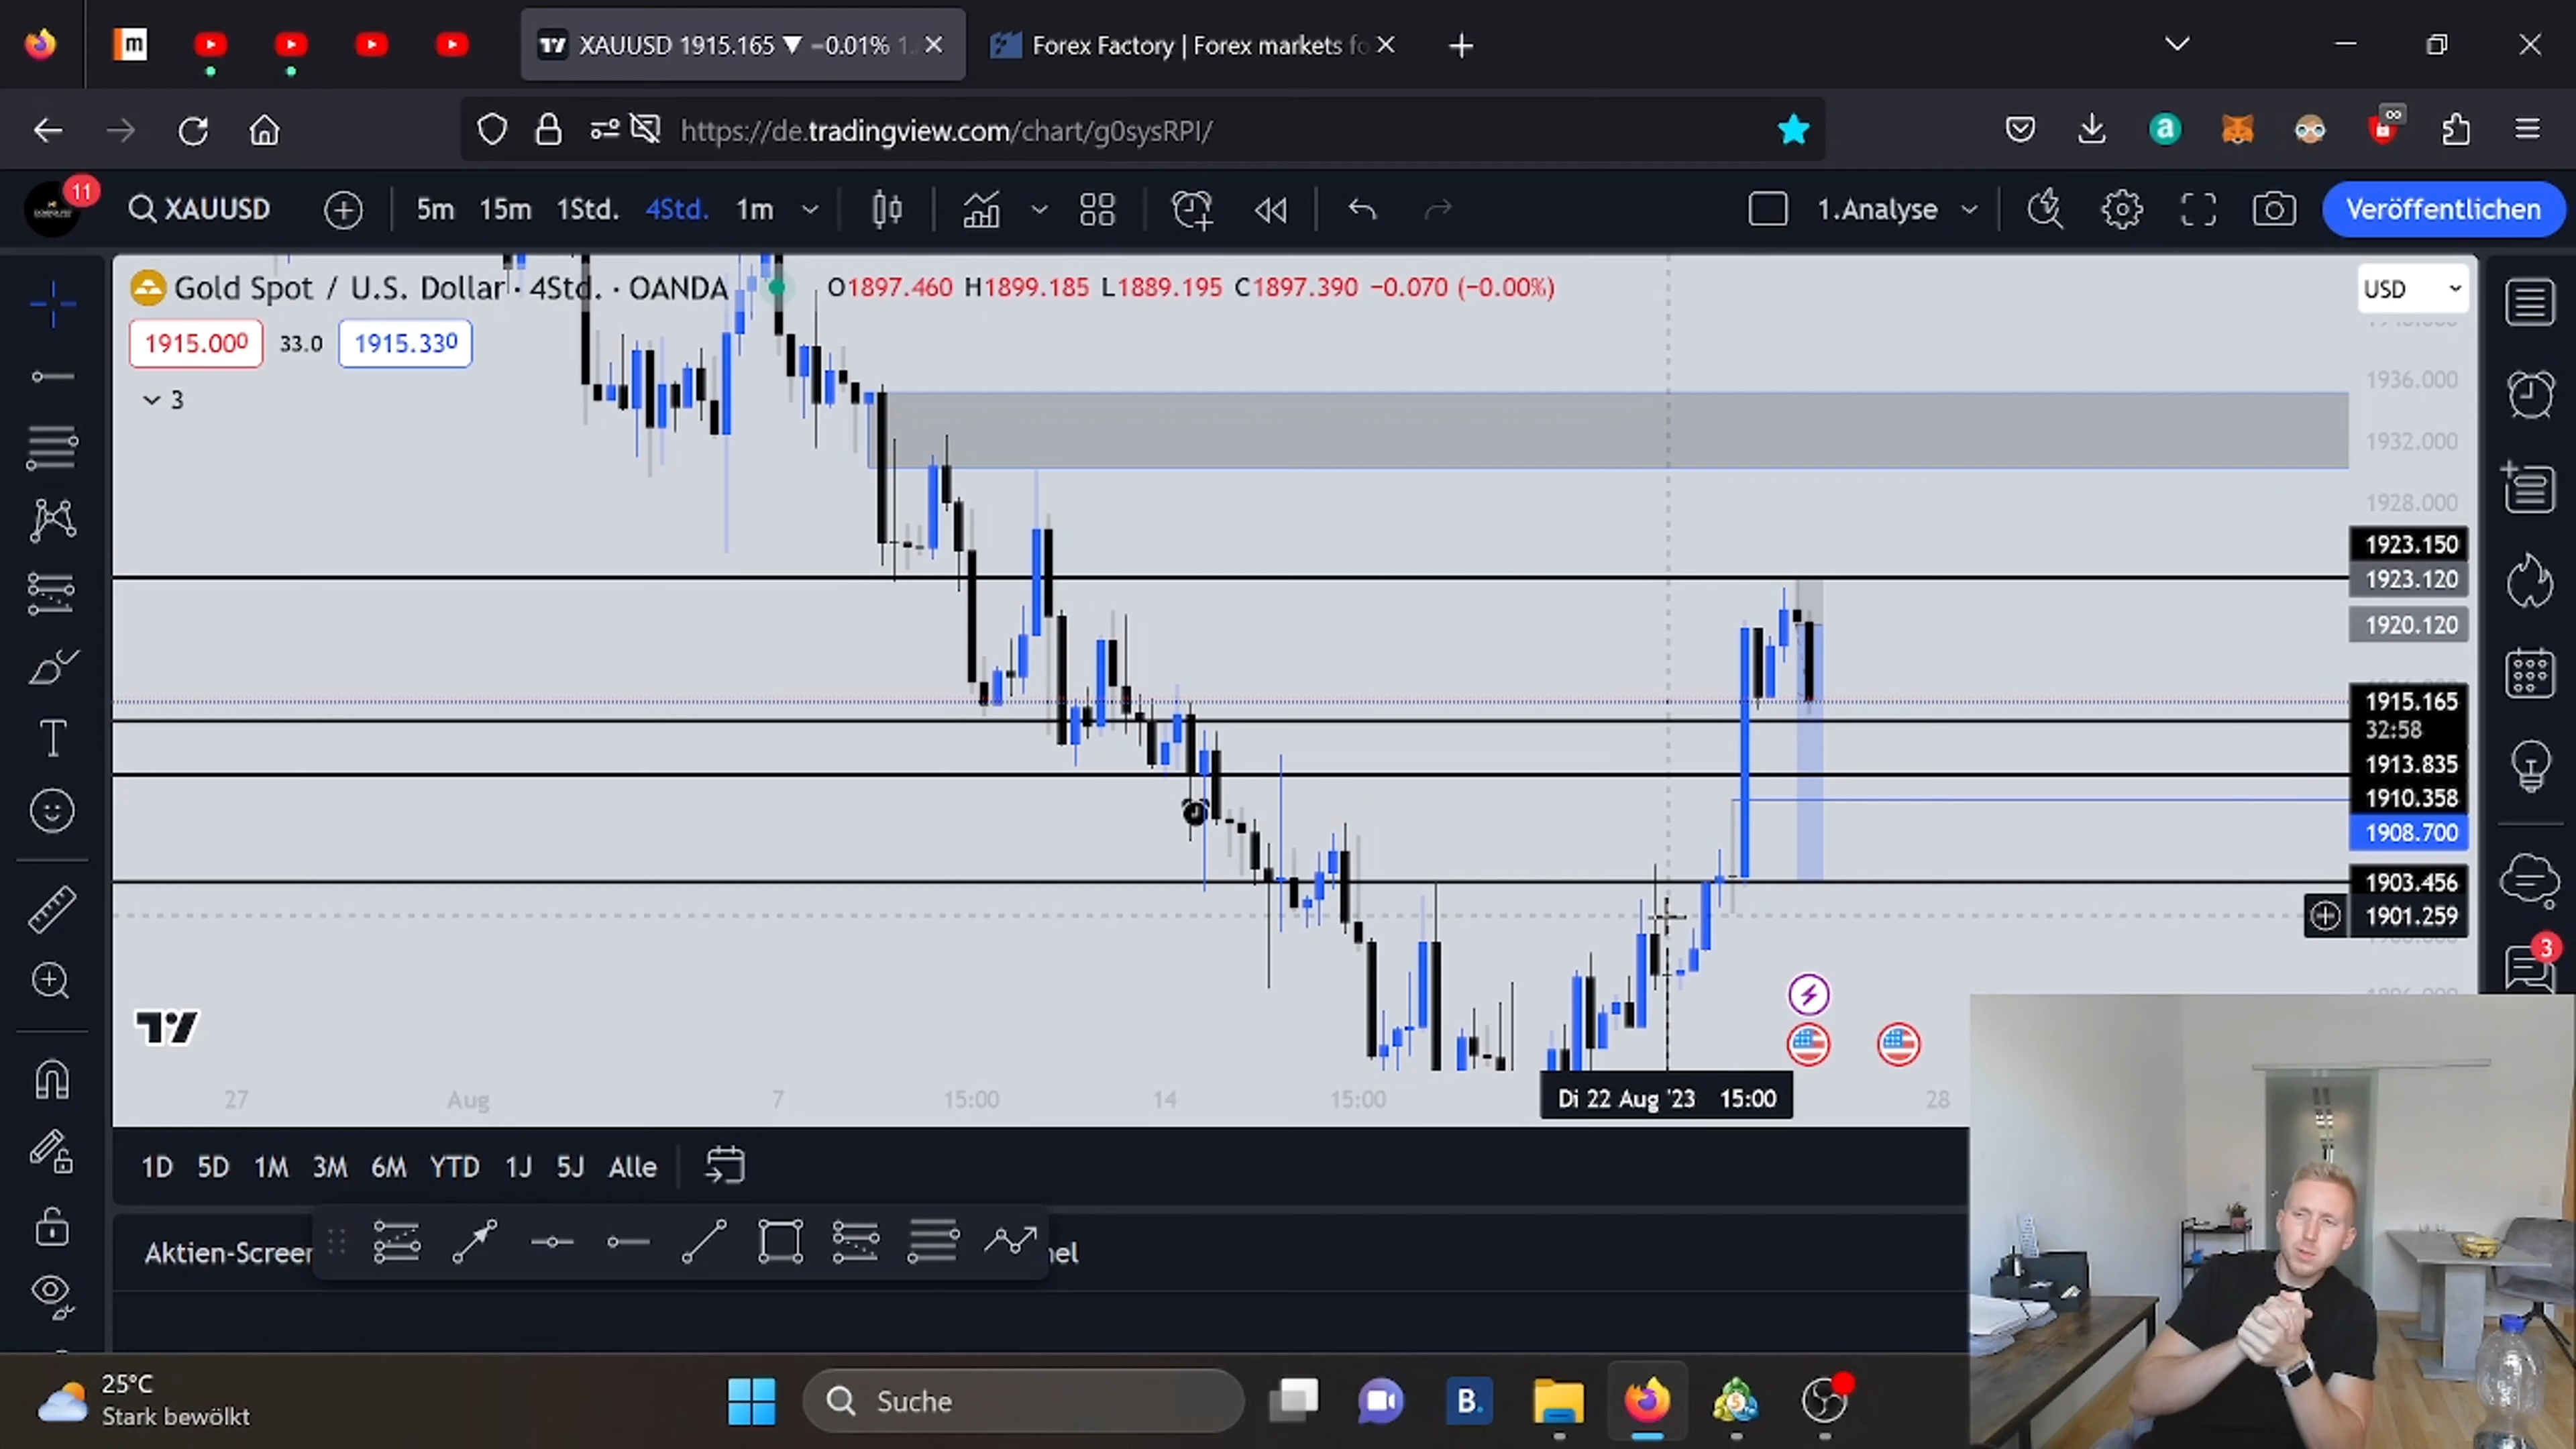 XAUUSD 1915.165 ▼ −0.01% 1.
Forex Factory | Forex markets fo
https://de.tradingview.com/chart/g0sysRPI/
11
XAUUSD
5m 15m 1Std. 4Std. 1m
1.Analyse
Veröffentlichen
Gold Spot / U.S. Dollar · 4Std. · OANDA
O1897.460 H1899.185 L1889.195 C1897.390 −0.070 (−0.00%)
USD
1915.000 33.0 1915.330
3
1936.000
1932.000
1928.000
1923.150
1923.120
1920.120
1915.165
32:58
1913.835
1910.358
1908.700
1903.456
1901.259
3
27 Aug 7 15:00 14 15:00 Di 22 Aug '23 15:00 28
1D 5D 1M 3M 6M YTD 1J 5J Alle
Aktien-Screen
nel
25°C
Stark bewölkt
Suche
B.